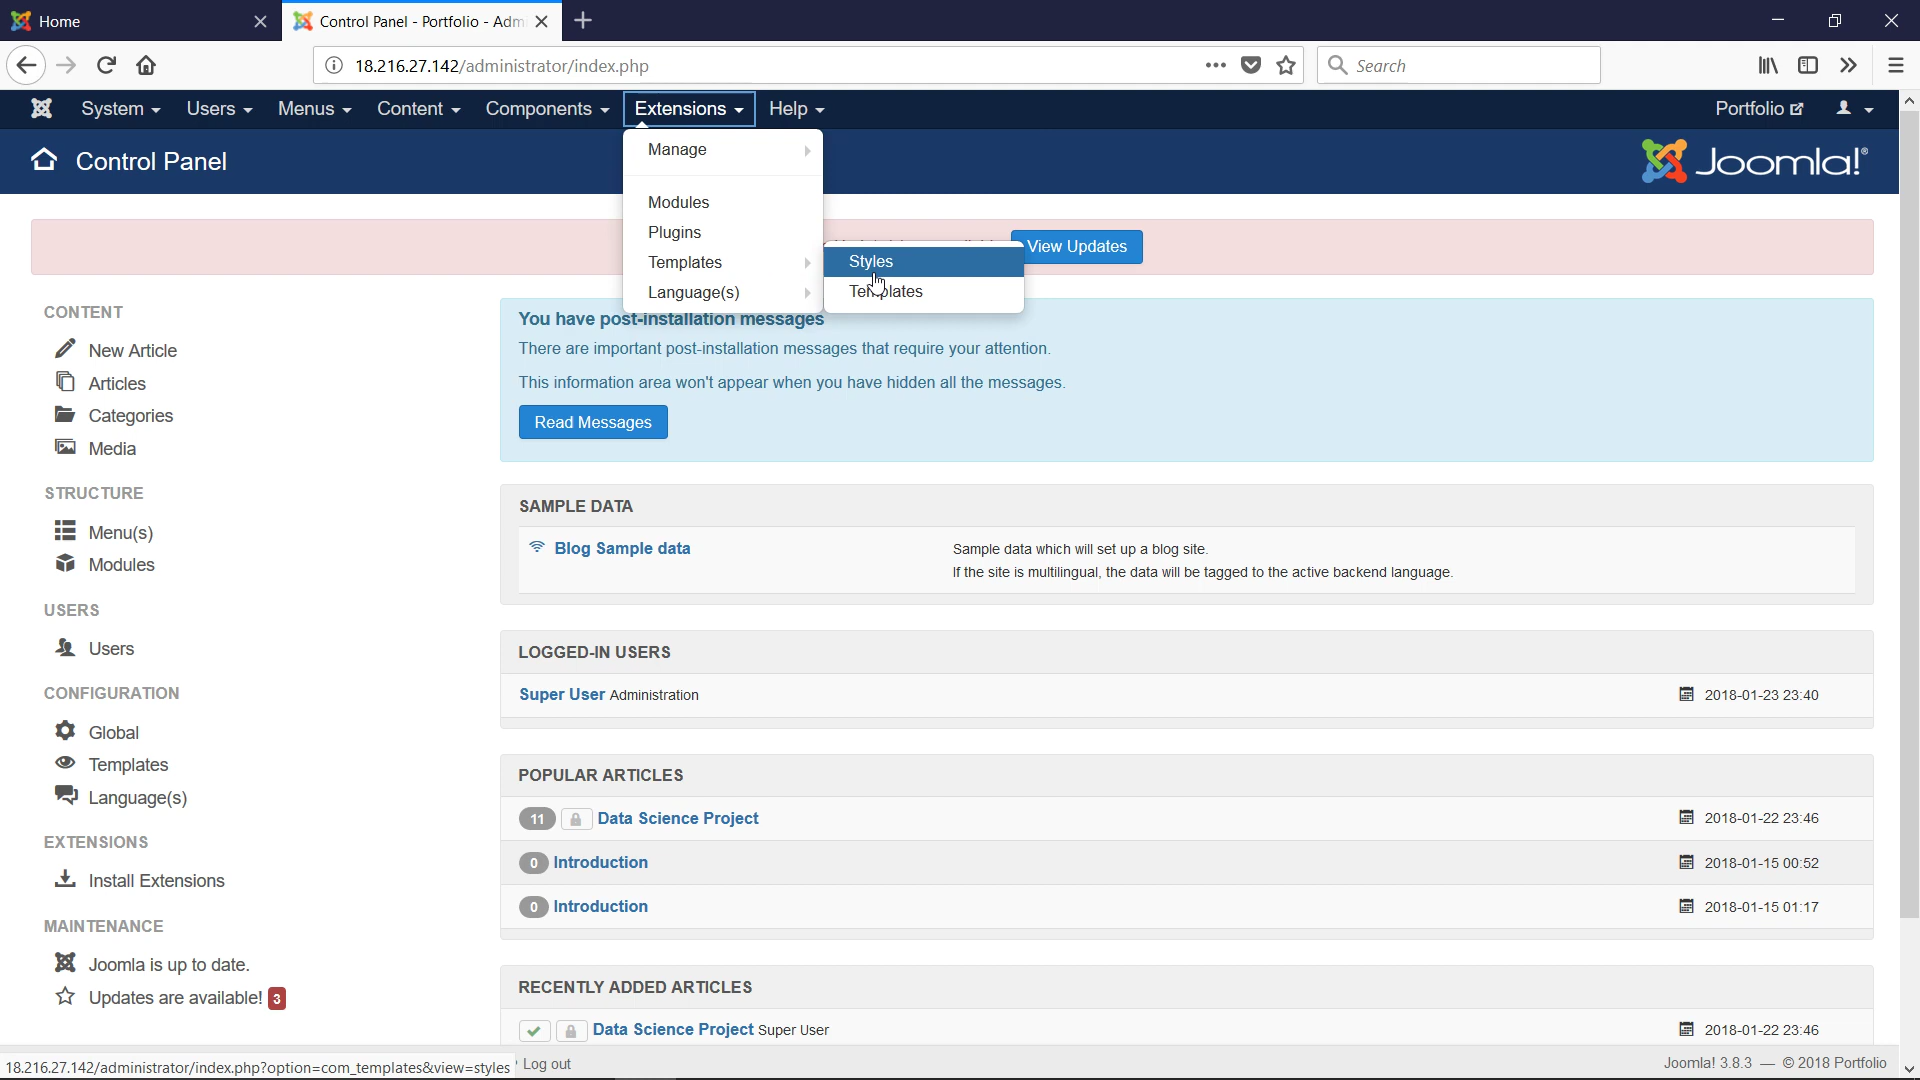 Home
Control Panel - Portfolio - Adm
18.216.27.142/administrator/index.php
Search
System Users Menus Content Components Extensions Help
Portfolio
Control Panel
Joomla!®
Manage
Modules
Plugins
Templates
Language(s)
Styles
Templates
View Updates
CONTENT
New Article
Articles
Categories
Media
STRUCTURE
Menu(s)
Modules
USERS
Users
CONFIGURATION
Global
Templates
Language(s)
EXTENSIONS
Install Extensions
MAINTENANCE
Joomla is up to date.
Updates are available! 3
You have post-installation messages
There are important post-installation messages that require your attention.
This information area won't appear when you have hidden all the messages.
Read Messages
SAMPLE DATA
Blog Sample data
Sample data which will set up a blog site.
If the site is multilingual, the data will be tagged to the active backend language.
LOGGED-IN USERS
Super User Administration
2018-01-23 23:40
POPULAR ARTICLES
11 Data Science Project
2018-01-22 23:46
0 Introduction
2018-01-15 00:52
0 Introduction
2018-01-15 01:17
RECENTLY ADDED ARTICLES
Data Science Project Super User
2018-01-22 23:46
18.216.27.142/administrator/index.php?option=com_templates&view=styles
Log out
Joomla! 3.8.3 — © 2018 Portfolio